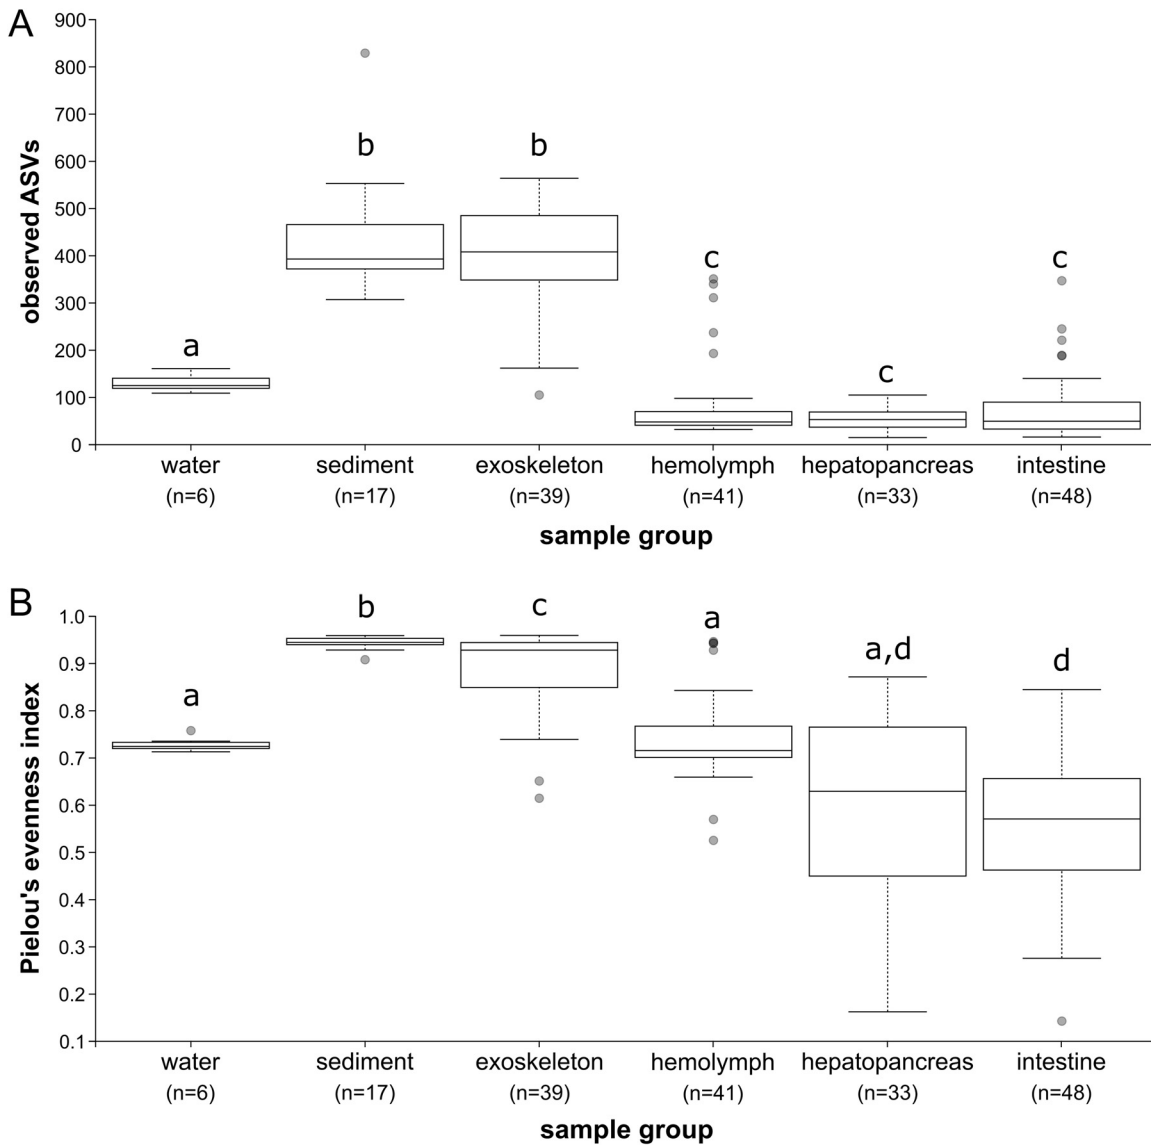 A
900
800
700
600
500
400
300
200
100
0
observed ASVs
a
b
b
c
c
c
water
sediment
exoskeleton
hemolymph
hepatopancreas
intestine
(n=6)
(n=17)
(n=39)
(n=41)
(n=33)
(n=48)
sample group
B
1.0
0.9
0.8
0.7
0.6
0.5
0.4
0.3
0.2
0.1
Pielou's evenness index
a
b
c
a
a,d
d
water
sediment
exoskeleton
hemolymph
hepatopancreas
intestine
(n=6)
(n=17)
(n=39)
(n=41)
(n=33)
(n=48)
sample group